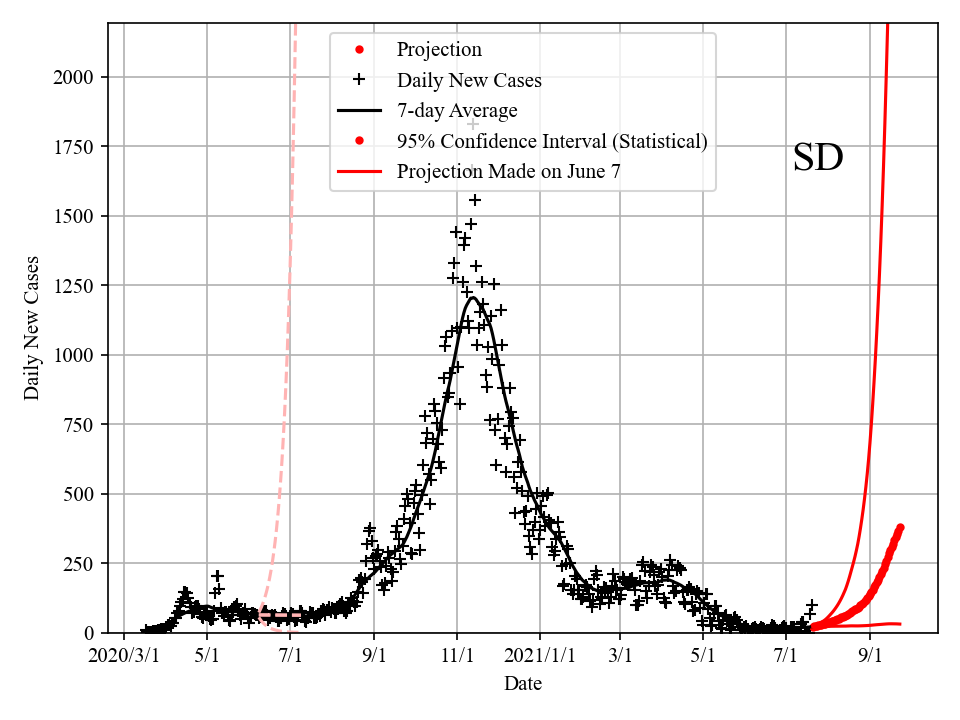 Projection
Daily New Cases
7-day Average
95% Confidence Interval (Statistical)
Projection Made on June 7
SD
Daily New Cases
2000
1750
1500
1250
1000
750
500
250
0
2020/3/1 5/1 7/1 9/1 11/1 2021/1/1 3/1 5/1 7/1 9/1
Date